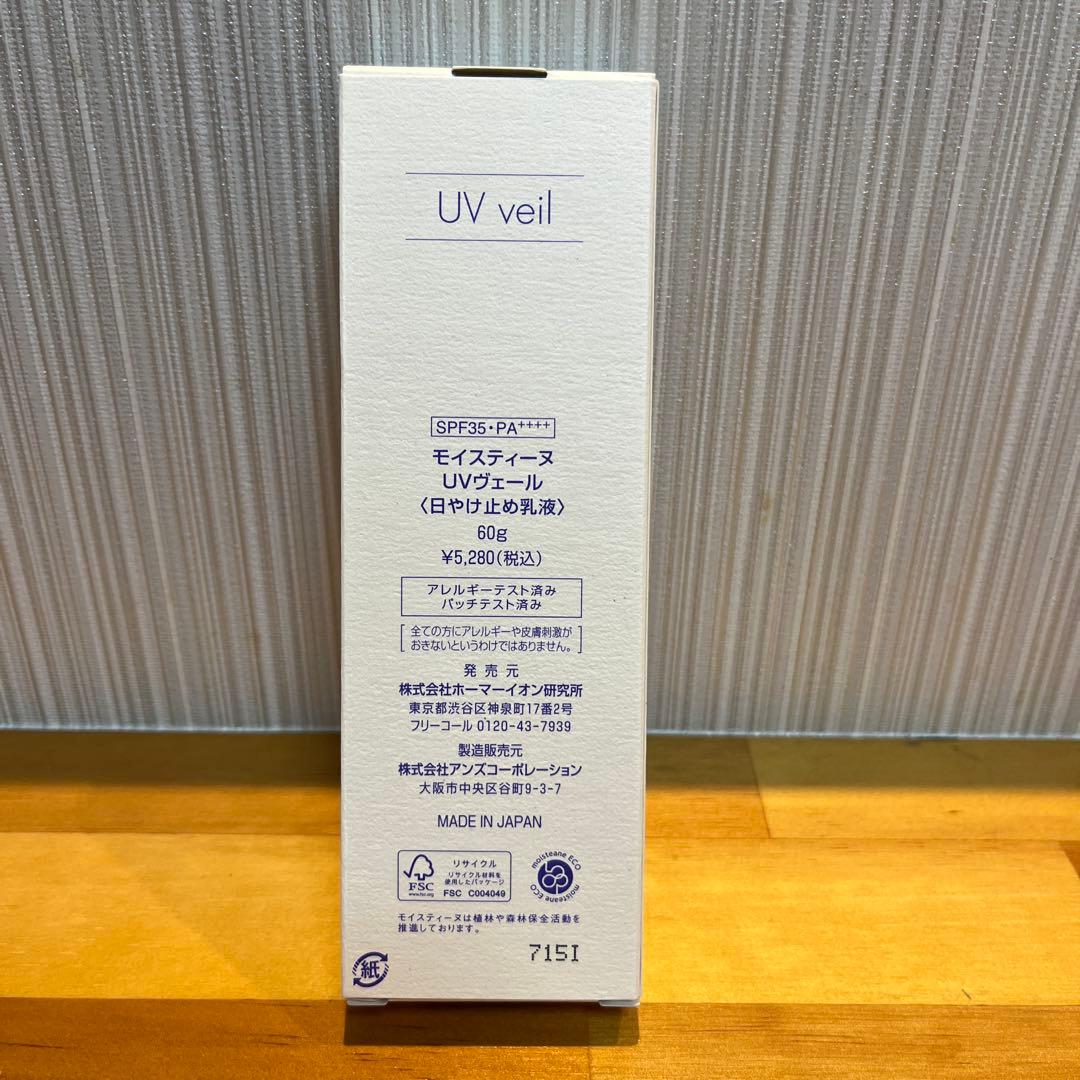 UV veil
SPF35・PA++++
モイスティーヌ
UVヴェール
〈日やけ止め乳液〉
60g
¥5,280(税込)
アレルギーテスト済み
パッチテスト済み
全ての方にアレルギーや皮膚刺激が
おきないというわけではありません。
発売元
株式会社ホーマーイオン研究所
東京都渋谷区神泉町17番2号
フリーコール 0120-43-7939
製造販売元
株式会社アンズコーポレーション
大阪市中央区谷町9-3-7
MADE IN JAPAN
FSC
www.fsc.org
リサイクル
リサイクル材料を
使用したパッケージ
FSC C004049
moisteane ECO
moisteane ECO
モイスティーヌは植林や森林保全活動を
推進しております。
715I
紙